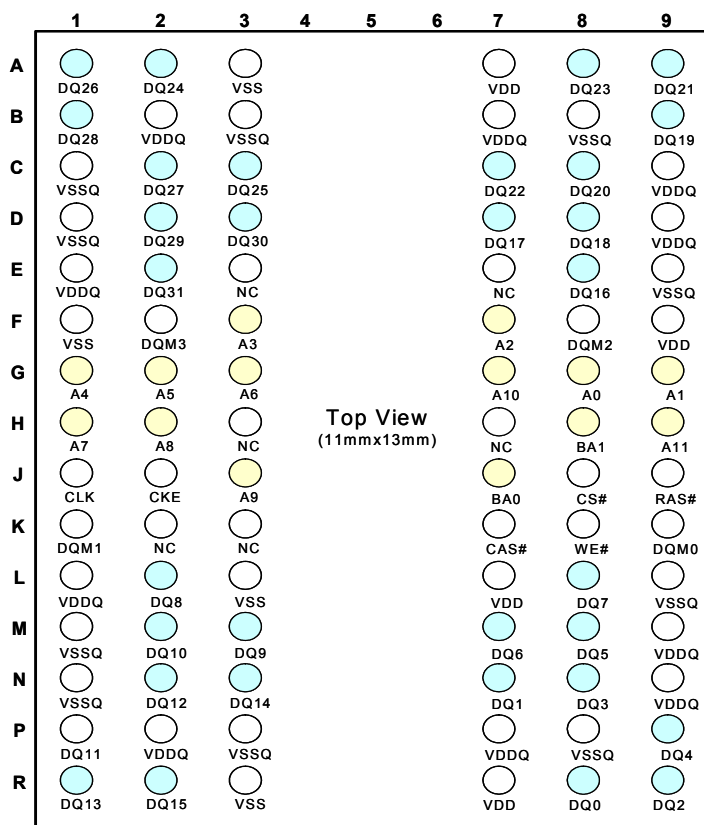 1 2 3 4 5 6 7 8 9
A
DQ26 DQ24 VSS VDD DQ23 DQ21
B
DQ28 VDDQ VSSQ VDDQ VSSQ DQ19
C
VSSQ DQ27 DQ25 DQ22 DQ20 VDDQ
D
VSSQ DQ29 DQ30 DQ17 DQ18 VDDQ
E
VDDQ DQ31 NC NC DQ16 VSSQ
F
VSS DQM3 A3 A2 DQM2 VDD
G
A4 A5 A6 A10 A0 A1
H
Top View
(11mmx13mm)
A7 A8 NC NC BA1 A11
J
CLK CKE A9 BA0 CS# RAS#
K
DQM1 NC NC CAS# WE# DQM0
L
VDDQ DQ8 VSS VDD DQ7 VSSQ
M
VSSQ DQ10 DQ9 DQ6 DQ5 VDDQ
N
VSSQ DQ12 DQ14 DQ1 DQ3 VDDQ
P
DQ11 VDDQ VSSQ VDDQ VSSQ DQ4
R
DQ13 DQ15 VSS VDD DQ0 DQ2